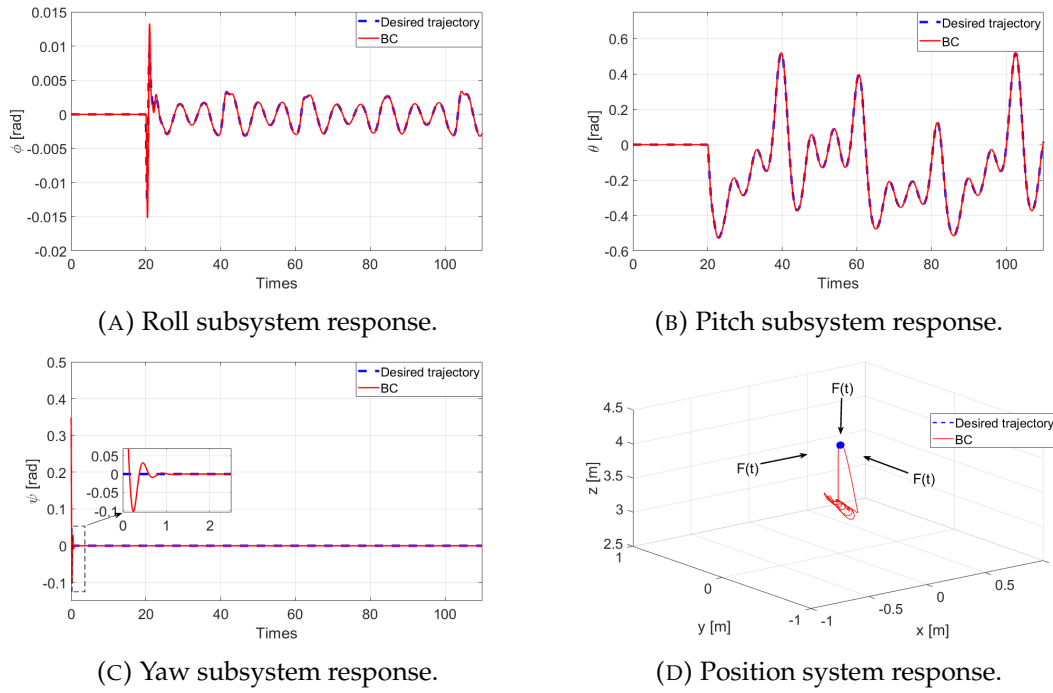 0.015
0.01
0.005
0
-0.005
-0.01
-0.015
-0.02
ϕ [rad]
0 20 40 60 80 100
Times
Desired trajectory
BC
(A) Roll subsystem response.
0.6
0.4
0.2
0
-0.2
-0.4
-0.6
θ [rad]
0 20 40 60 80 100
Times
Desired trajectory
BC
(B) Pitch subsystem response.
0.5
0.4
0.3
0.2
0.1
0
-0.1
ψ [rad]
0 20 40 60 80 100
Times
Desired trajectory
BC
0.05
0
-0.05
-0.1
0 1 2
(C) Yaw subsystem response.
4.5
4
3.5
3
2.5
z [m]
1
0
-1
y [m]
-1
-0.5
0
0.5
x [m]
F(t)
F(t)
F(t)
Desired trajectory
BC
(D) Position system response.